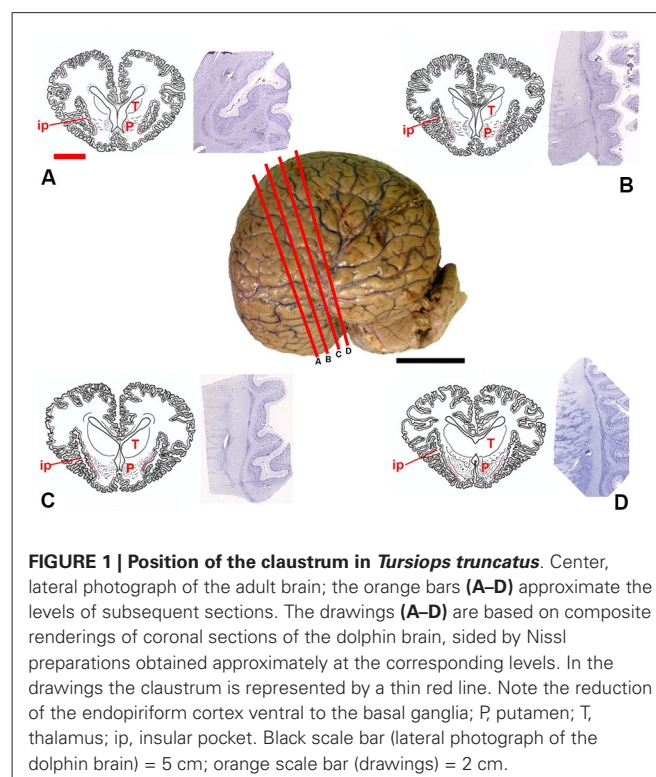 T
P
ip
A
T
P
ip
B
A B C D
T
P
ip
C
T
P
ip
D
FIGURE 1 | Position of the claustrum in Tursiops truncatus. Center,
lateral photograph of the adult brain; the orange bars (A–D) approximate the
levels of subsequent sections. The drawings (A–D) are based on composite
renderings of coronal sections of the dolphin brain, sided by Nissl
preparations obtained approximately at the corresponding levels. In the
drawings the claustrum is represented by a thin red line. Note the reduction
of the endopiriform cortex ventral to the basal ganglia; P, putamen; T,
thalamus; ip, insular pocket. Black scale bar (lateral photograph of the
dolphin brain) = 5 cm; orange scale bar (drawings) = 2 cm.